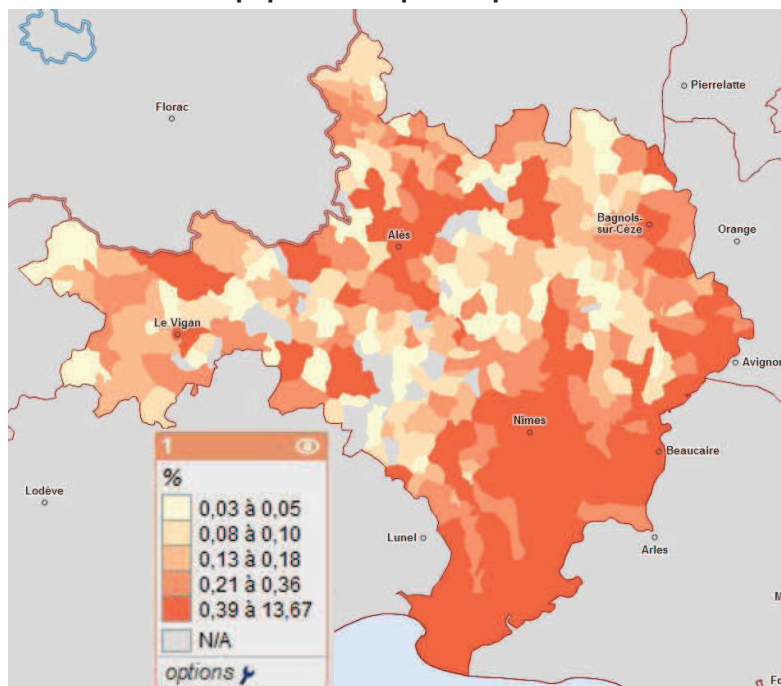 Pierrelatte
Florac
Bagnols-
sur-Cèze
Orange
Alès
Le Vigan
Avignon
Nîmes
Beaucaire
Lodève
Lunel
Arles
1
%
0,03 à 0,05
0,08 à 0,10
0,13 à 0,18
0,21 à 0,36
0,39 à 13,67
N/A
options